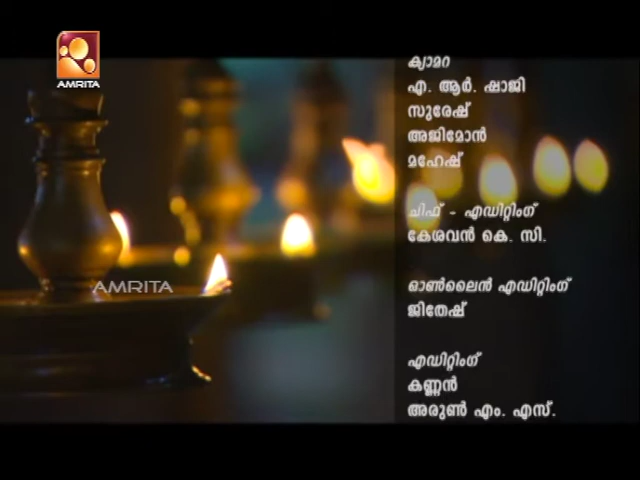 AMRITA
ക്യാമറ
എ. ആർ. ഷാജി
സുരേഷ്
അജിമോൻ
മഹേഷ്
ചിഫ് - എഡിറ്റിംഗ്
കേശവൻ കെ. സി.
AMRITA
ഓൺലൈൻ എഡിറ്റിംഗ്
ജിതേഷ്
എഡിറ്റിംഗ്
കണ്ണൻ
അരുൺ എം. എസ്.